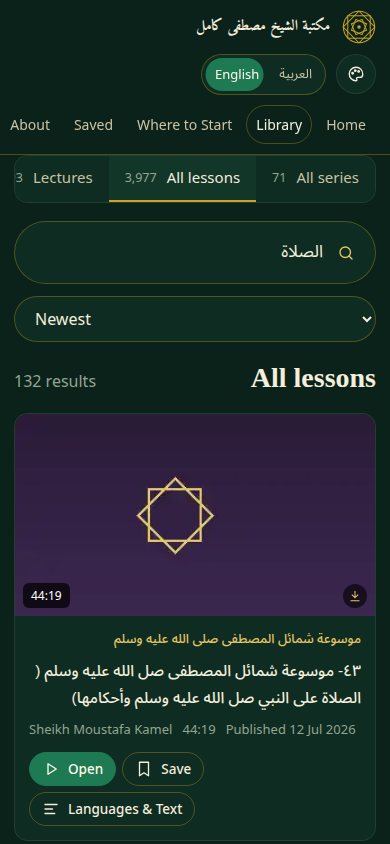 مكتبة الشيخ مصطفى كامل
English العربية
About Saved Where to Start Library Home
3 Lectures 3,977 All lessons 71 All series
الصلاة
Newest
132 results All lessons
44:19
موسوعة شمائل المصطفى صلى الله عليه وسلم
٤٣- موسوعة شمائل المصطفى صل الله عليه وسلم (
الصلاة على النبي صل الله عليه وسلم وأحكامها)
Sheikh Moustafa Kamel 44:19 Published 12 Jul 2026
Open Save
Languages & Text